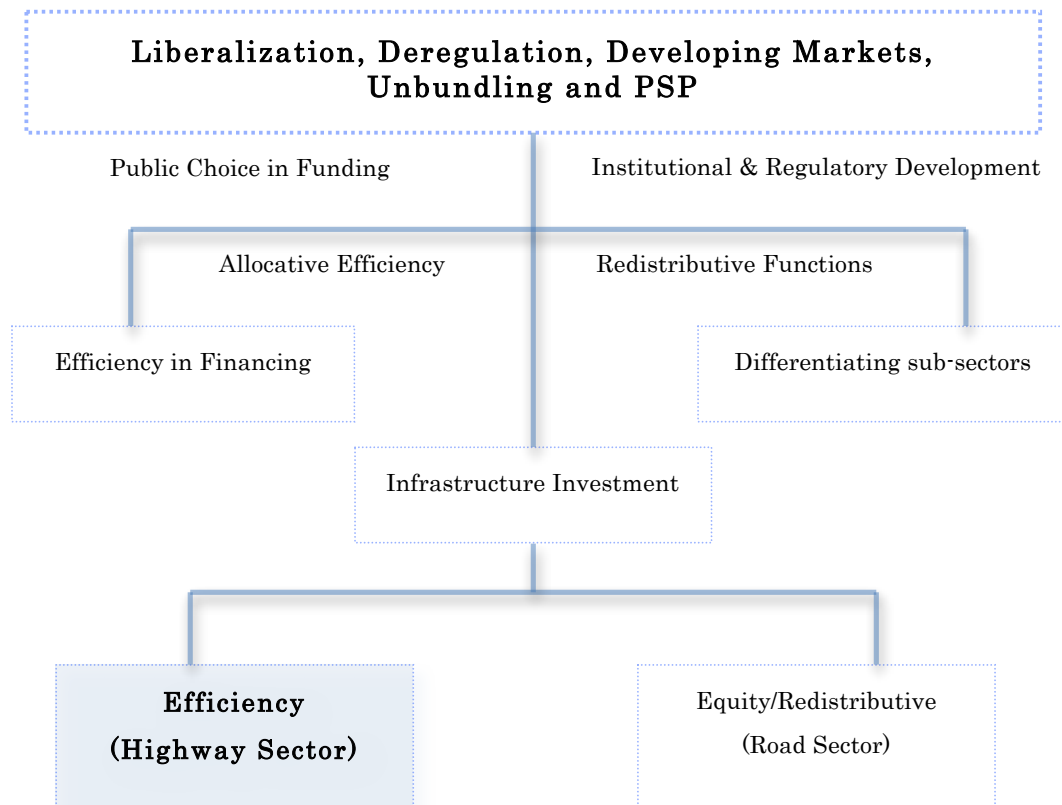 Liberalization, Deregulation, Developing Markets,
Unbundling and PSP
Public Choice in Funding
Institutional & Regulatory Development
Allocative Efficiency
Redistributive Functions
Efficiency in Financing
Differentiating sub-sectors
Infrastructure Investment
Efficiency
(Highway Sector)
Equity/Redistributive
(Road Sector)